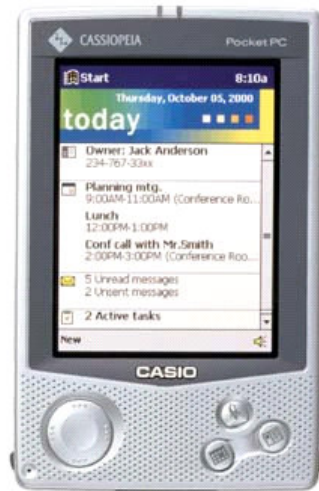 CASSIOPEIA Pocket PC
Start 8:10a
Thursday, October 05, 2000
today
Owner: Jack Anderson
234-767-33xx
Planning mtg.
9:00AM-11:00AM (Conference Ro...
Lunch
12:00PM-1:00PM
Conf call with Mr.Smith
2:00PM-3:00PM (Conference Roo...
5 Unread messages
2 Unsent messages
2 Active tasks
New
CASIO